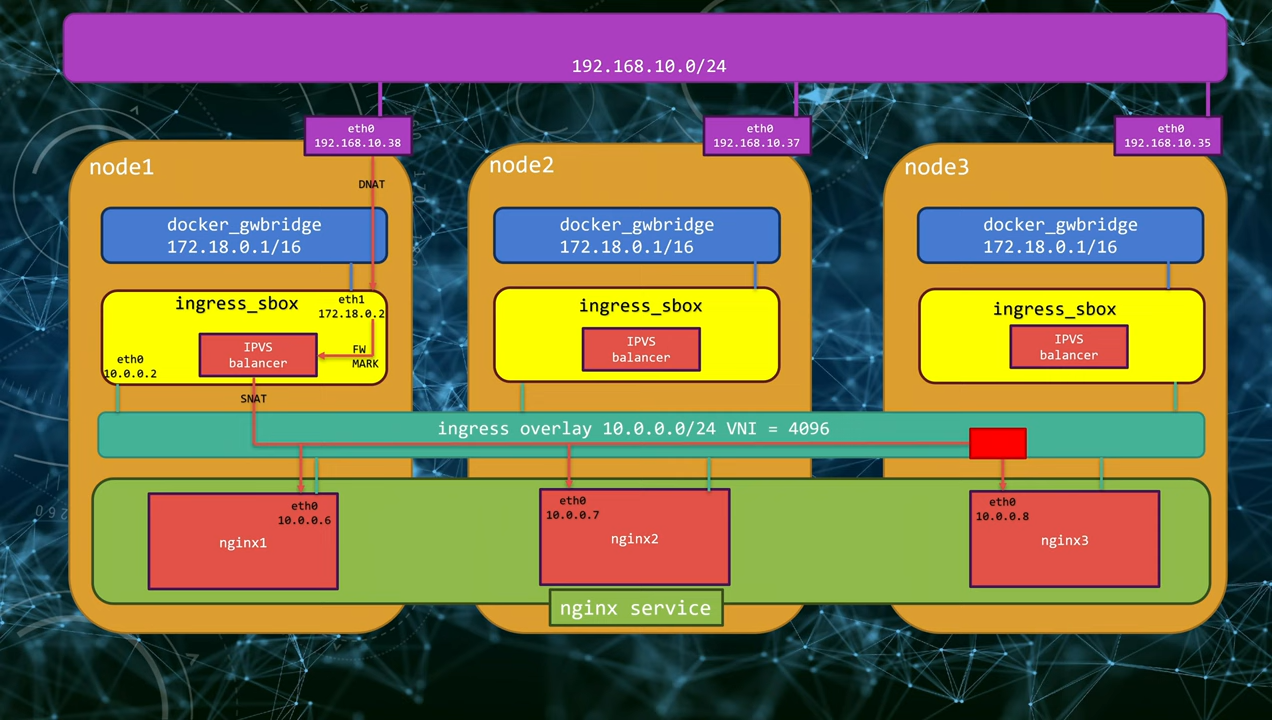 192.168.10.0/24
eth0
192.168.10.38
eth0
192.168.10.37
eth0
192.168.10.35
node1
node2
node3
DNAT
docker_gwbridge
172.18.0.1/16
docker_gwbridge
172.18.0.1/16
docker_gwbridge
172.18.0.1/16
ingress_sbox
eth1
172.18.0.2
IPVS
balancer
FW
MARK
eth0
10.0.0.2
ingress_sbox
IPVS
balancer
ingress_sbox
IPVS
balancer
SNAT
ingress overlay 10.0.0.0/24 VNI = 4096
eth0
10.0.0.6
nginx1
eth0
10.0.0.7
nginx2
eth0
10.0.0.8
nginx3
nginx service